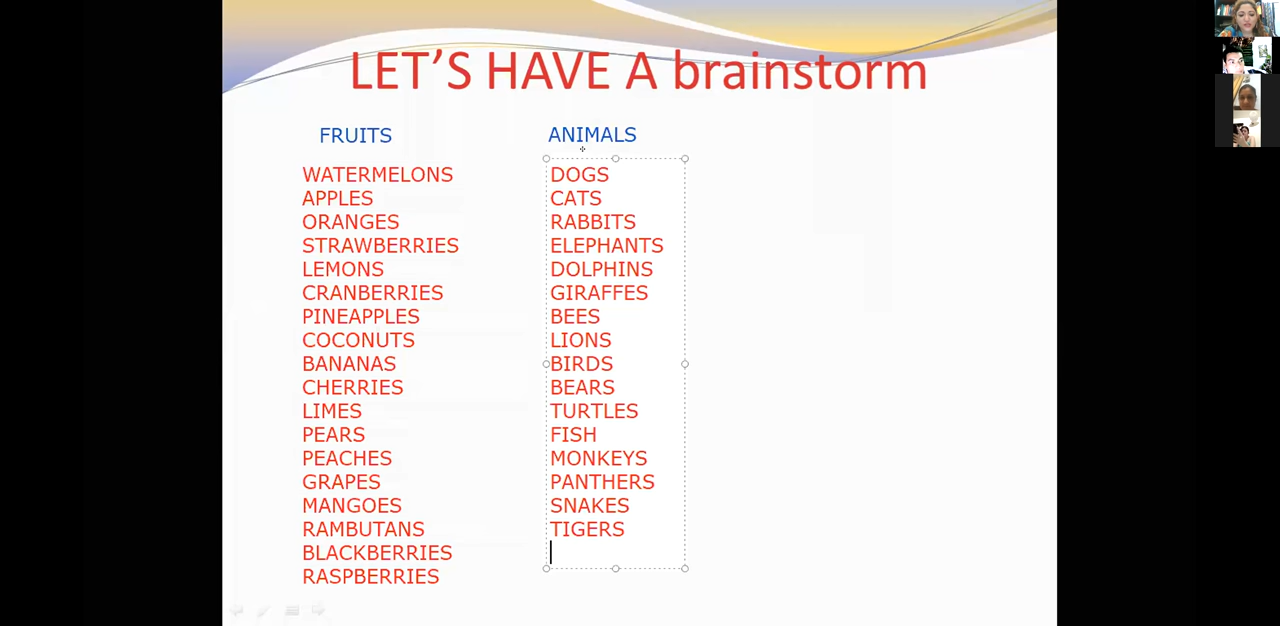 LET'S HAVE A brainstorm
FRUITS
WATERMELONS
APPLES
ORANGES
STRAWBERRIES
LEMONS
CRANBERRIES
PINEAPPLES
COCONUTS
BANANAS
CHERRIES
LIMES
PEARS
PEACHES
GRAPES
MANGOES
RAMBUTANS
BLACKBERRIES
RASPBERRIES
ANIMALS
DOGS
CATS
RABBITS
ELEPHANTS
DOLPHINS
GIRAFFES
BEES
LIONS
BIRDS
BEARS
TURTLES
FISH
MONKEYS
PANTHERS
SNAKES
TIGERS